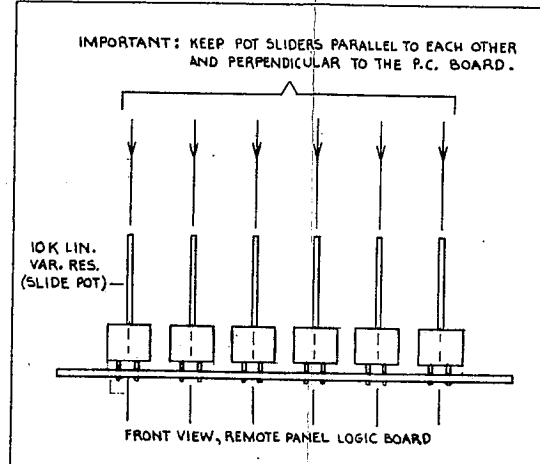 IMPORTANT: KEEP POT SLIDERS PARALLEL TO EACH OTHER
AND PERPENDICULAR TO THE P.C. BOARD.
10K LIN.
VAR. RES.
(SLIDE POT)
FRONT VIEW, REMOTE PANEL LOGIC BOARD